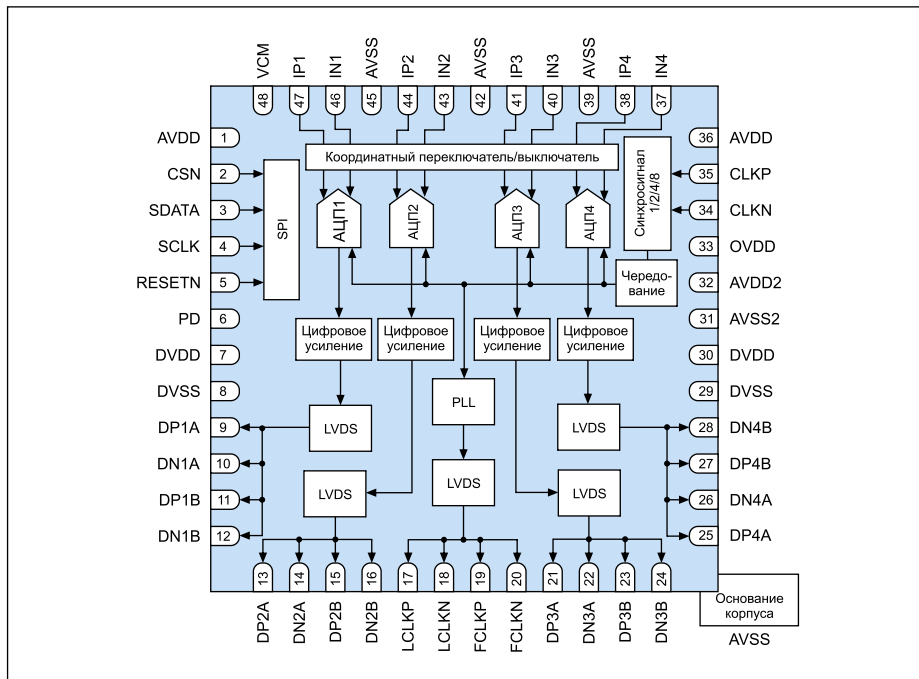 VCM IP1 IN1 AVSS IP2 IN2 AVSS IP3 IN3 AVSS IP4 IN4
48 47 46 45 44 43 42 41 40 39 38 37
AVDD 1
CSN 2
SDATA 3
SCLK 4
RESETN 5
PD 6
DVDD 7
DVSS 8
DP1A 9
DN1A 10
DP1B 11
DN1B 12
SPI
Координатный переключатель/выключатель
АЦП1 АЦП2 АЦП3 АЦП4
Синхросигнал
1/2/4/8
Чередо-
вание
Цифровое
усиление
Цифровое
усиление
Цифровое
усиление
Цифровое
усиление
PLL
LVDS
LVDS
LVDS
LVDS
LVDS
36 AVDD
35 CLKP
34 CLKN
33 OVDD
32 AVDD2
31 AVSS2
30 DVDD
29 DVSS
28 DN4B
27 DP4B
26 DN4A
25 DP4A
13 14 15 16 17 18 19 20 21 22 23 24
DP2A DN2A DP2B DN2B LCLKP LCLKN FCLKP FCLKN DP3A DN3A DP3B DN3B
Основание
корпуса
AVSS